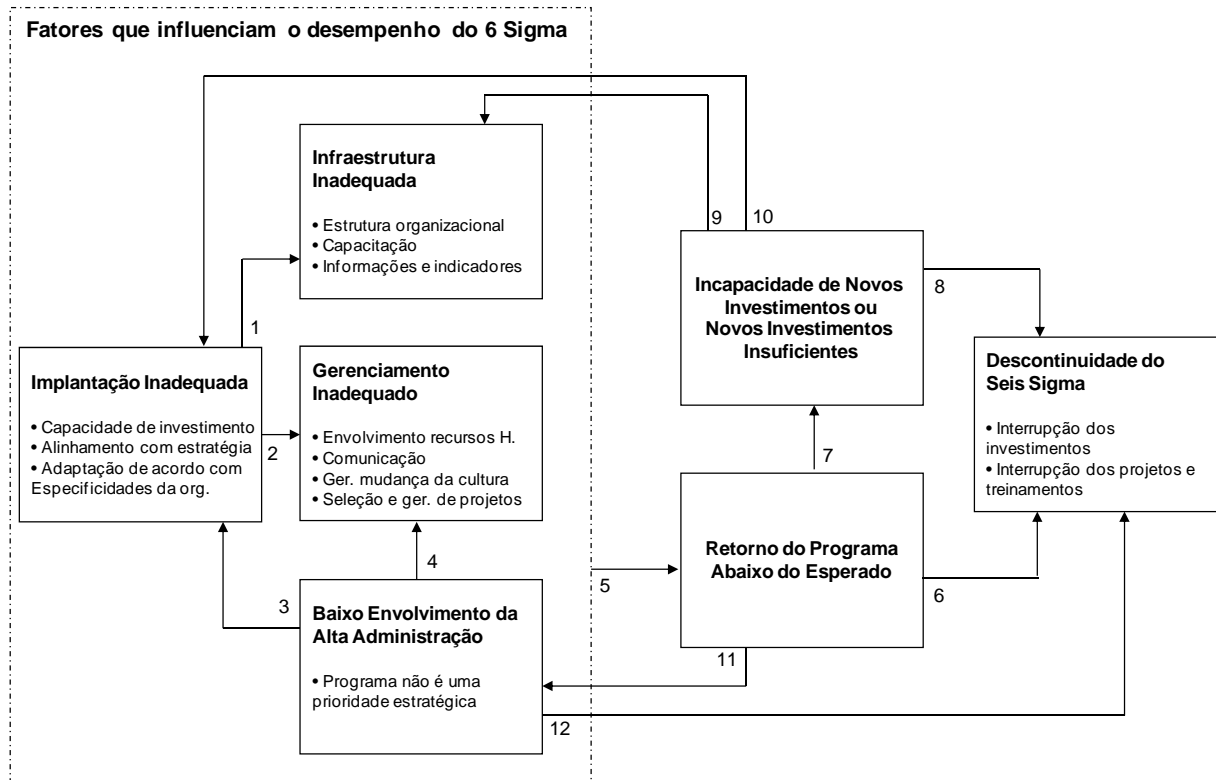 Fatores que influenciam o desempenho do 6 Sigma
Infraestrutura
Inadequada
• Estrutura organizacional
• Capacitação
• Informações e indicadores
9
10
1
Incapacidade de Novos
Investimentos ou
Novos Investimentos
Insuficientes
8
Implantação Inadequada
• Capacidade de investimento
• Alinhamento com estratégia
• Adaptação de acordo com
Especificidades da org.
2
Gerenciamento
Inadequado
• Envolvimento recursos H.
• Comunicação
• Ger. mudança da cultura
• Seleção e ger. de projetos
Descontinuidade do
Seis Sigma
• Interrupção dos
investimentos
• Interrupção dos projetos e
treinamentos
7
4
3
5
Retorno do Programa
Abaixo do Esperado
6
Baixo Envolvimento da
Alta Administração
• Programa não é uma
prioridade estratégica
11
12